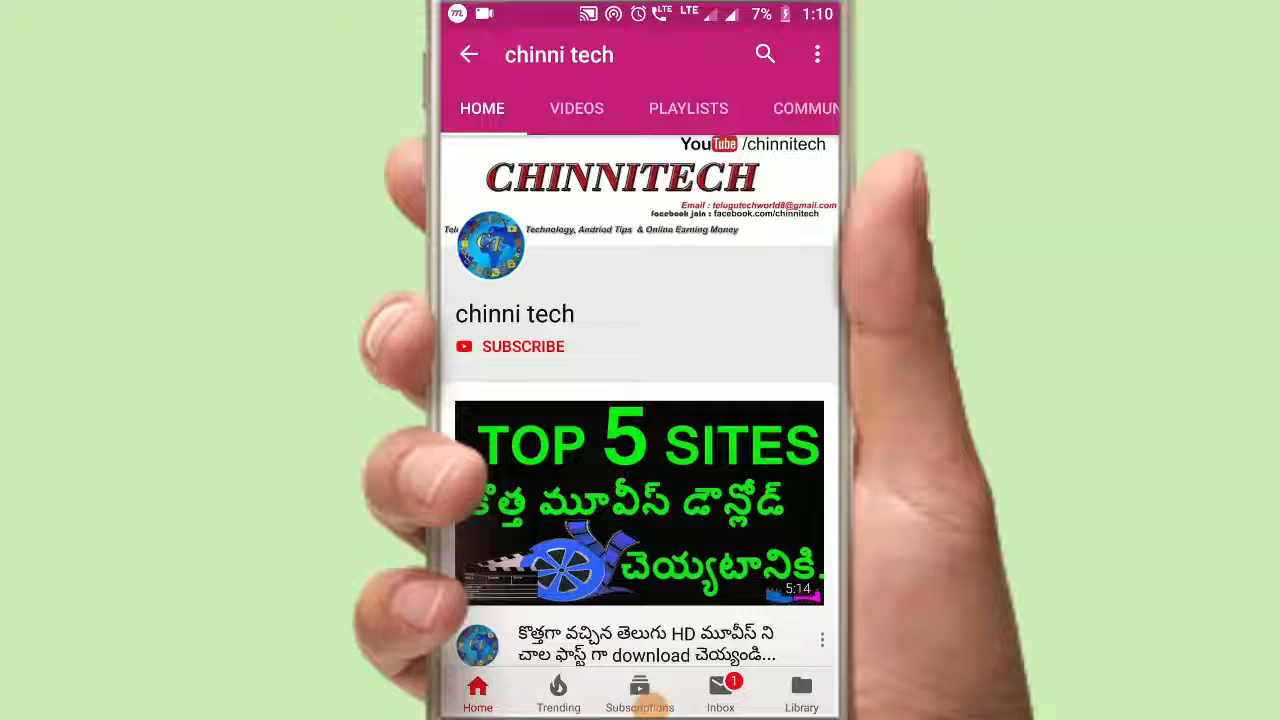 7% 1:10
chinni tech
HOME VIDEOS PLAYLISTS COMMUN
YouTube /chinnitech
CHINNITECH
Email : telugutechworld8@gmail.com
facebook join : facebook.com/chinnitech
Technology, Andriod Tips & Online Earning Money
CT
chinni tech
SUBSCRIBE
TOP 5 SITES
కొత్త మూవీస్ డౌన్లోడ్
చెయ్యటానికి.
5:14
కొత్తగా వచ్చిన తెలుగు HD మూవీస్ ని
చాల ఫాస్ట్ గా download చెయ్యండి...
1
Home Trending Subscriptions Inbox Library